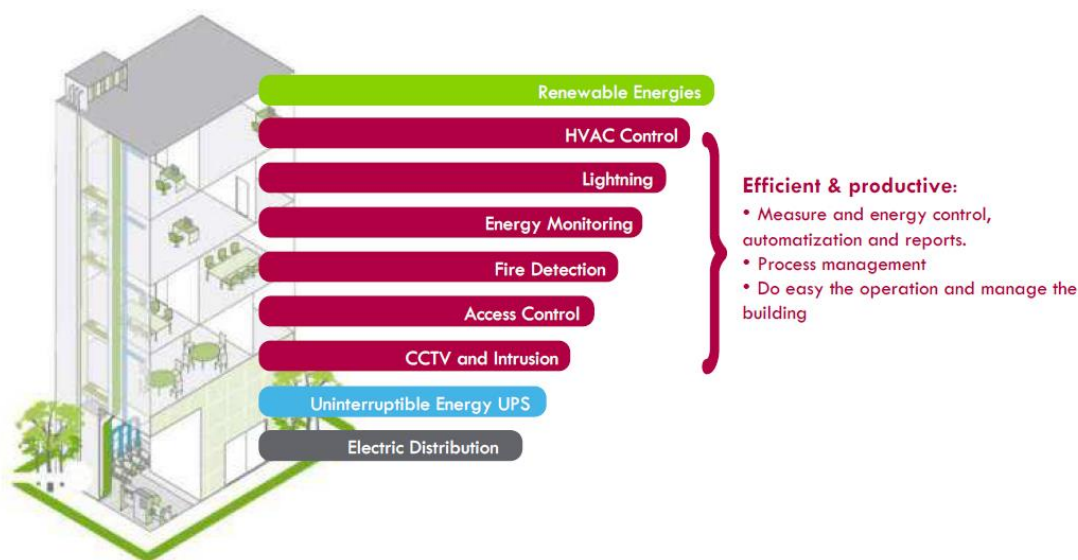 Renewable Energies
HVAC Control
Lightning
Energy Monitoring
Fire Detection
Access Control
CCTV and Intrusion
Uninterruptible Energy UPS
Electric Distribution
Efficient & productive:
• Measure and energy control,
automatization and reports.
• Process management
• Do easy the operation and manage the
building